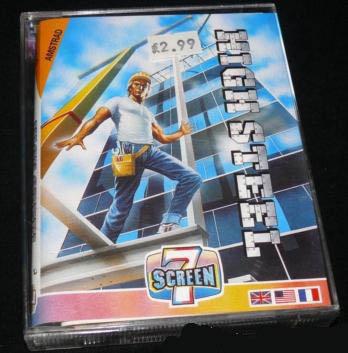 AMSTRAD
£2.99
HIGH STEEL
7
SCREEN